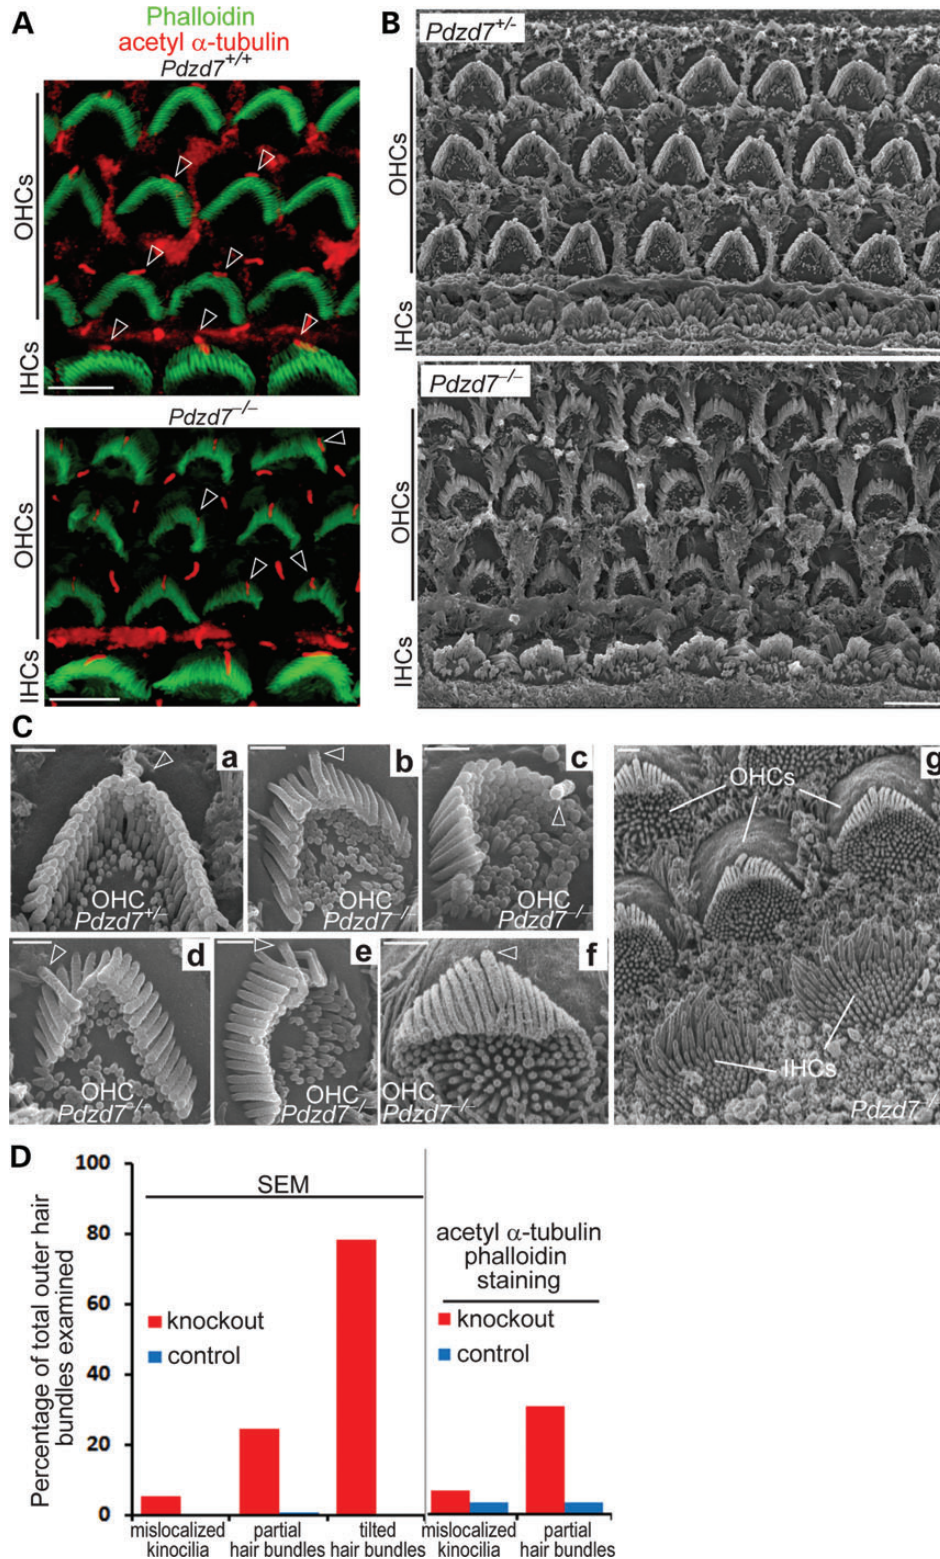 A
Phalloidin
acetyl α-tubulin
Pdzd7+/+
OHCs
IHCs
Pdzd7–/–
OHCs
IHCs
B
Pdzd7+/-
OHCs
IHCs
Pdzd7–/–
OHCs
IHCs
C
a
OHC
Pdzd7+/–
b
OHC
Pdzd7–/–
c
OHC
Pdzd7–/–
d
OHC
Pdzd7–/–
e
OHC
Pdzd7–/–
f
OHC
Pdzd7–/–
g
OHCs
IHCs
Pdzd7–/–
D
Percentage of total outer hair
bundles examined
100
80
60
40
20
0
SEM
knockout
control
mislocalized
kinocilia
partial
hair bundles
tilted
hair bundles
acetyl α-tubulin
phalloidin
staining
knockout
control
mislocalized
kinocilia
partial
hair bundles